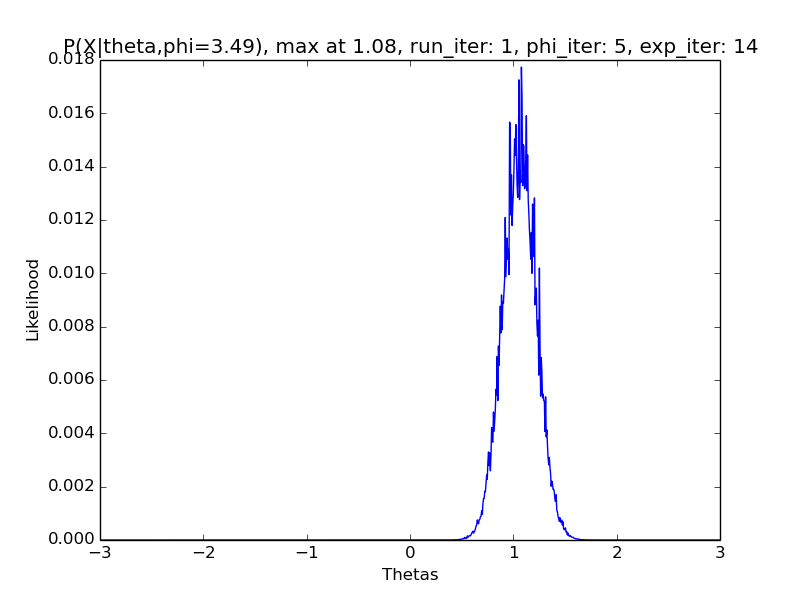 P(X|theta,phi=3.49), max at 1.08, run_iter: 1, phi_iter: 5, exp_iter: 14
0.018
0.016
0.014
0.012
0.010
0.008
0.006
0.004
0.002
0.000
Likelihood
−3 −2 −1 0 1 2 3
Thetas